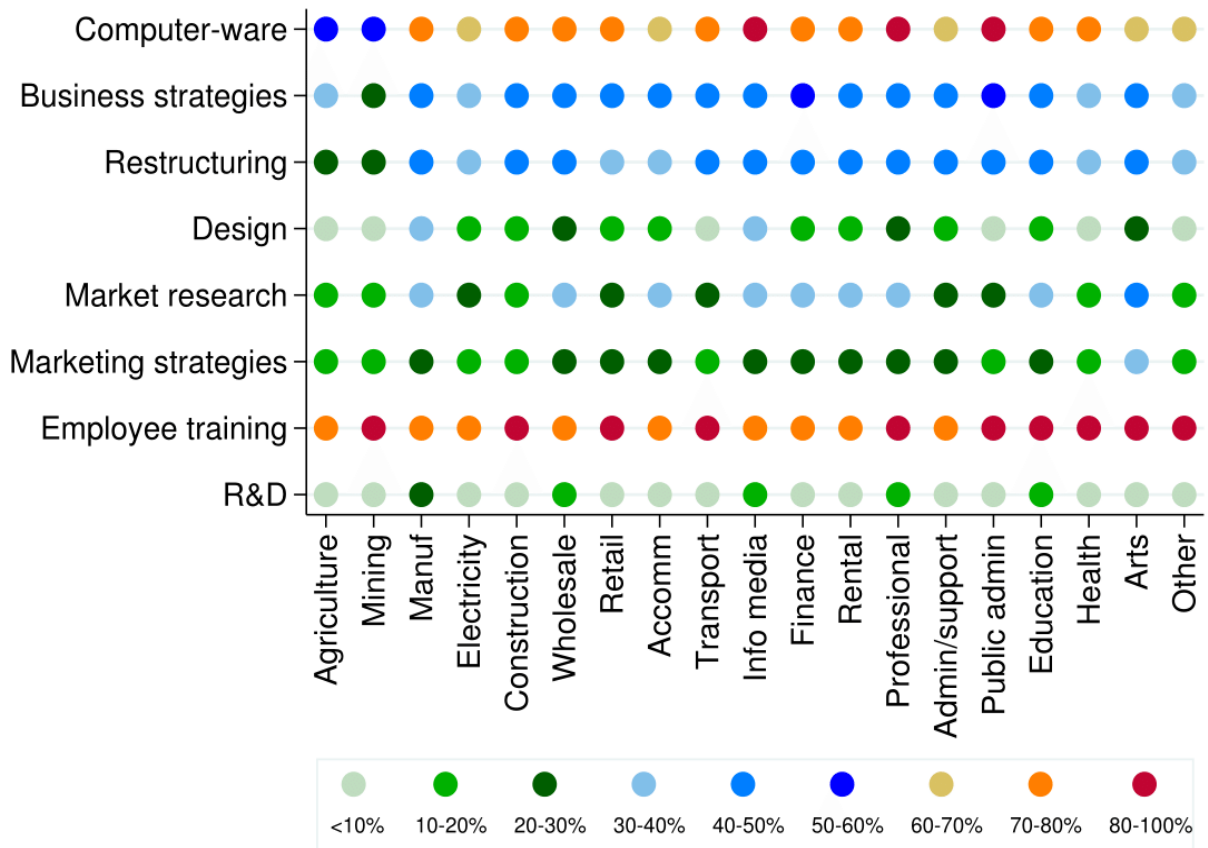 Computer-ware
Business strategies
Restructuring
Design
Market research
Marketing strategies
Employee training
R&D
Agriculture
Mining
Manuf
Electricity
Construction
Wholesale
Retail
Accomm
Transport
Info media
Finance
Rental
Professional
Admin/support
Public admin
Education
Health
Arts
Other
<10% 10-20% 20-30% 30-40% 40-50% 50-60% 60-70% 70-80% 80-100%